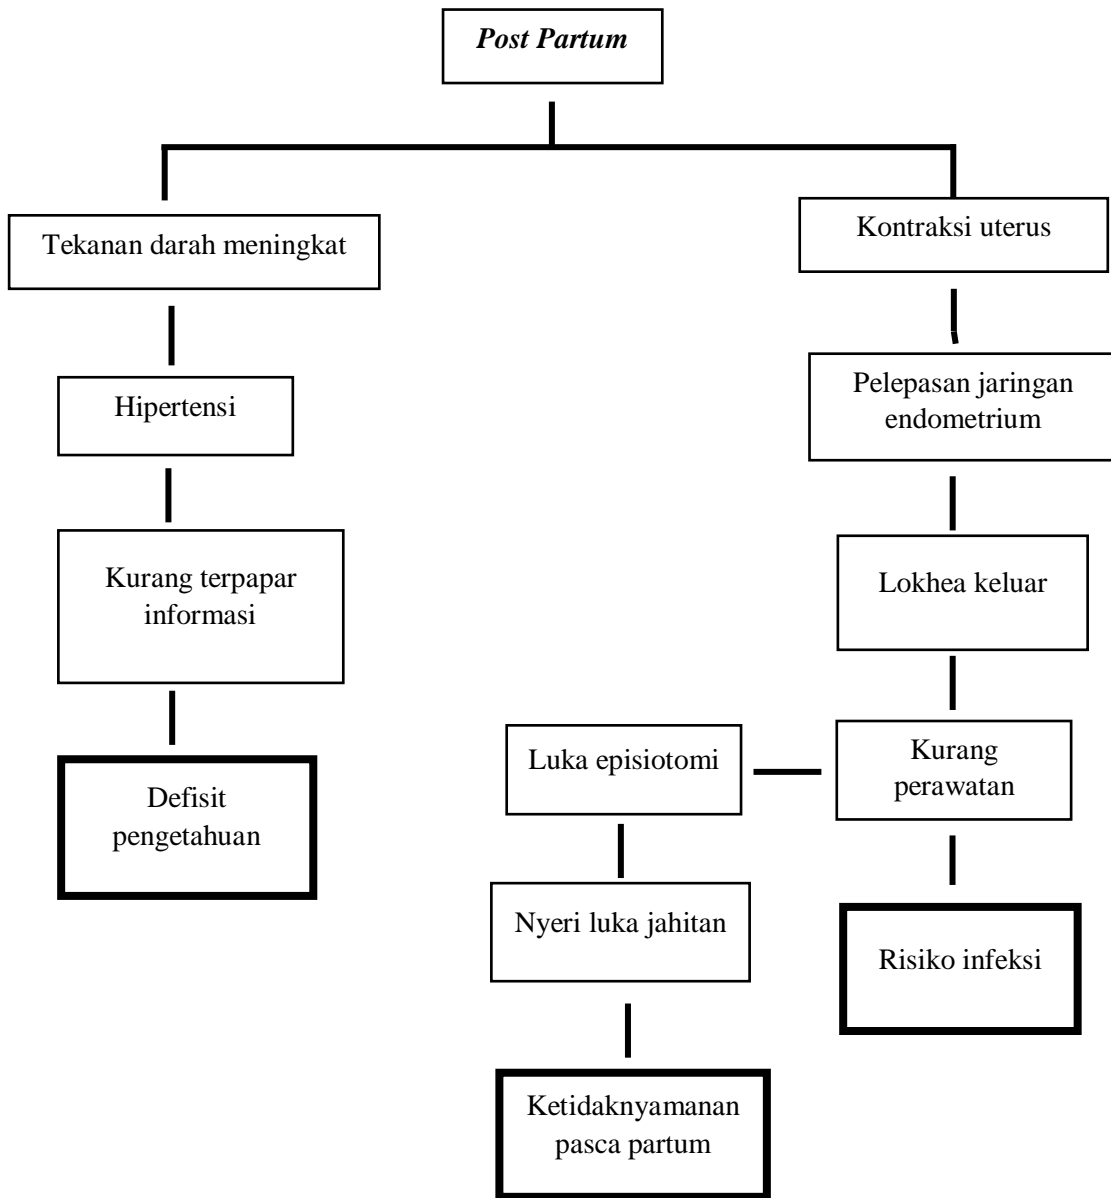 Post Partum
Tekanan darah meningkat
Kontraksi uterus
Hipertensi
Pelepasan jaringan
endometrium
Kurang terpapar
informasi
Lokhea keluar
Luka episiotomi
Kurang
perawatan
Defisit
pengetahuan
Nyeri luka jahitan
Risiko infeksi
Ketidaknyamanan
pasca partum